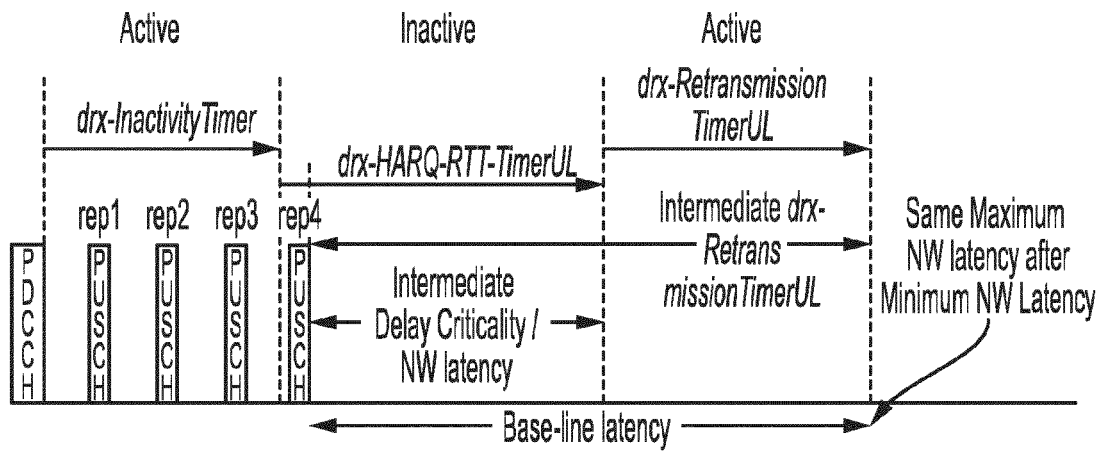 Active
Inactive
Active
drx-InactivityTimer
drx-Retransmission
TimerUL
drx-HARQ-RTT-TimerUL
rep1
rep2
rep3
rep4
PDCCH
PUSCH
PUSCH
PUSCH
PUSCH
Intermediate
Delay Criticality /
NW latency
Intermediate drx-
Retrans
missionTimerUL
Same Maximum
NW latency after
Minimum NW Latency
Base-line latency